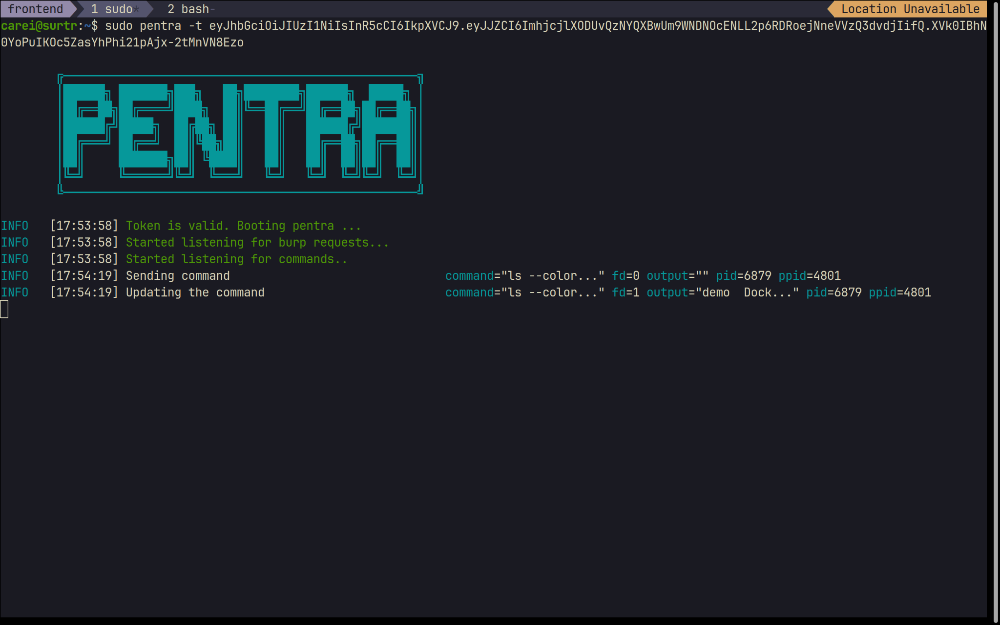 frontend 1 sudo* 2 bash- Location Unavailable
carei@surtr:~$ sudo pentra -t eyJhbGciOiJIUzI1NiIsInR5cCI6IkpXVCJ9.eyJJZCI6ImhjcjlXODUvQzNYQXBwUm9WNDNOcENLL2p6RDRoejNneVVzQ3dvdjIifQ.XVk0IBhN
0YoPuIKOc5ZasYhPhi21pAjx-2tMnVN8Ezo
PENTRA
INFO [17:53:58] Token is valid. Booting pentra ...
INFO [17:53:58] Started listening for burp requests...
INFO [17:53:58] Started listening for commands..
INFO [17:54:19] Sending command command="ls --color..." fd=0 output="" pid=6879 ppid=4801
INFO [17:54:19] Updating the command command="ls --color..." fd=1 output="demo  Dock..." pid=6879 ppid=4801